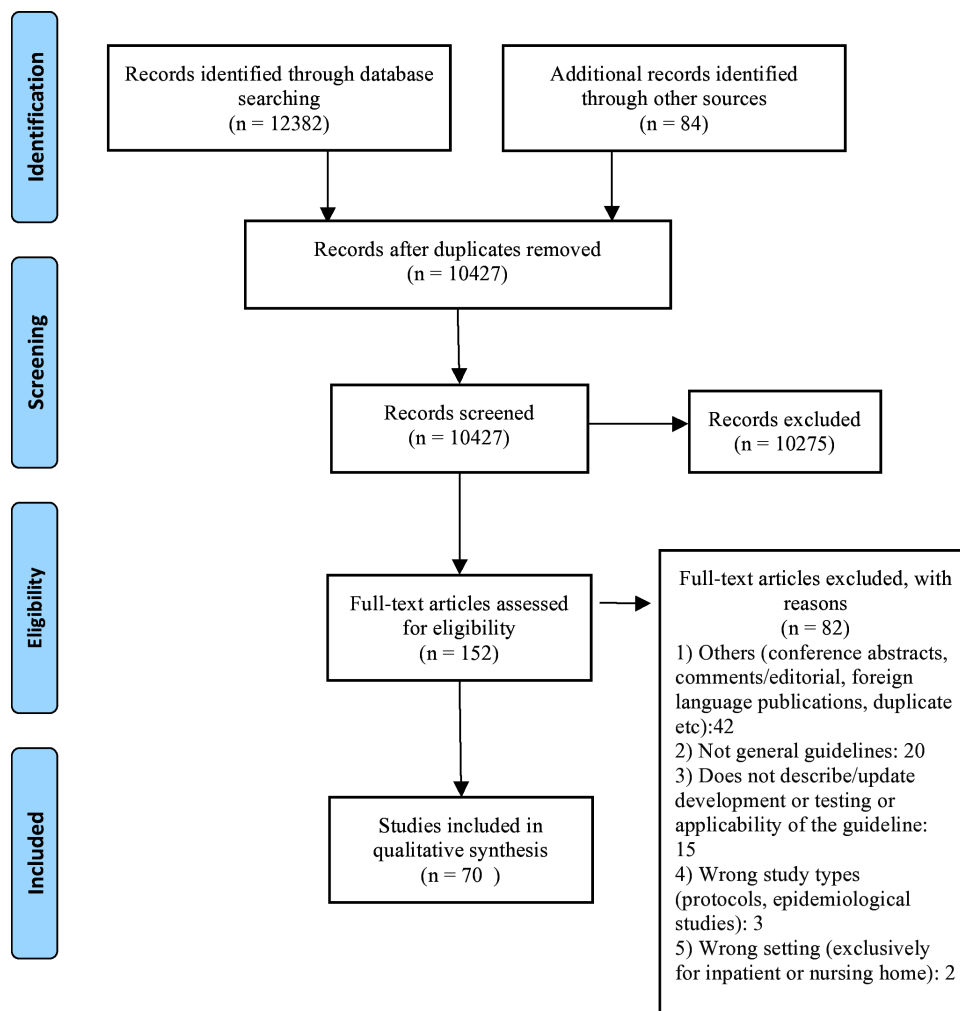 Identification
Records identified through database
searching
(n = 12382)
Additional records identified
through other sources
(n = 84)
Screening
Records after duplicates removed
(n = 10427)
Records screened
(n = 10427)
Records excluded
(n = 10275)
Eligibility
Full-text articles assessed
for eligibility
(n = 152)
Full-text articles excluded, with
reasons
(n = 82)
1) Others (conference abstracts,
comments/editorial, foreign
language publications, duplicate
etc):42
2) Not general guidelines: 20
3) Does not describe/update
development or testing or
applicability of the guideline:
15
4) Wrong study types
(protocols, epidemiological
studies): 3
5) Wrong setting (exclusively
for inpatient or nursing home): 2
Included
Studies included in
qualitative synthesis
(n = 70  )